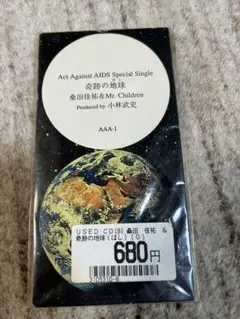 Act Against AIDS Special Single
ほし
奇跡の地球
桑田佳祐&Mr. Children
Produced by 小林武史
AAA-1
USED CD(8) 桑田 佳祐 &
奇跡の地球(ほし)(G)
680円